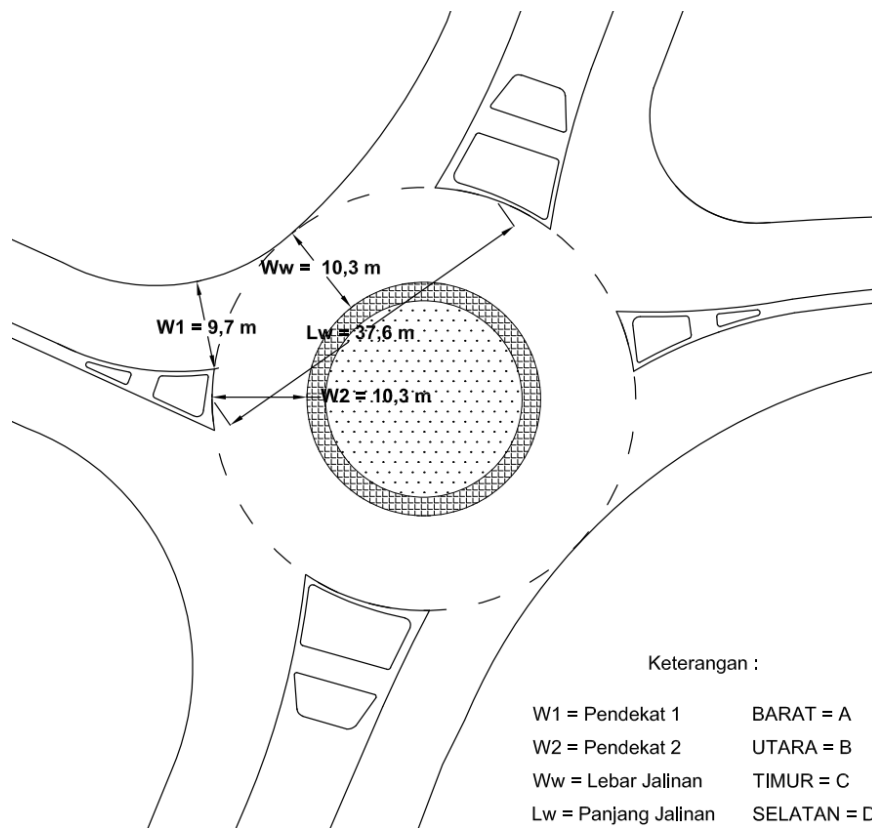 Ww = 10,3 m
W1 = 9,7 m
Lw = 37,6 m
W2 = 10,3 m
Keterangan :
W1 = Pendekat 1 BARAT = A
W2 = Pendekat 2 UTARA = B
Ww = Lebar Jalinan TIMUR = C
Lw = Panjang Jalinan SELATAN = D